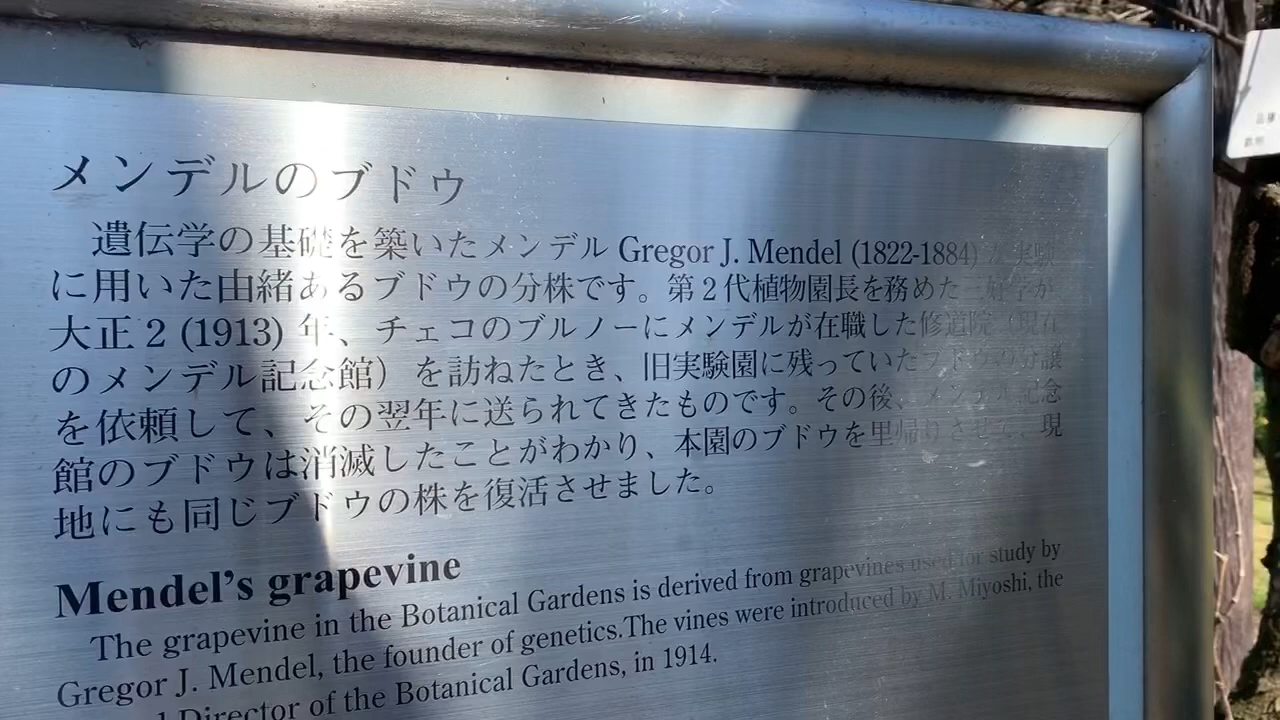 メンデルのブドウ
遺伝学の基礎を築いたメンデル Gregor J. Mendel (1822-1884) が実験
に用いた由緒あるブドウの分株です。第2代植物園長を務めた三好学が、
大正2 (1913) 年、チェコのブルノーにメンデルが在職した修道院（現在
のメンデル記念館）を訪ねたとき、旧実験園に残っていたブドウの分譲
を依頼して、その翌年に送られてきたものです。その後、メンデル記念
館のブドウは消滅したことがわかり、本園のブドウを里帰りさせて、現
地にも同じブドウの株を復活させました。
Mendel's grapevine
The grapevine in the Botanical Gardens is derived from grapevines used for study by
Gregor J. Mendel, the founder of genetics.The vines were introduced by M. Miyoshi, the
Director of the Botanical Gardens, in 1914.